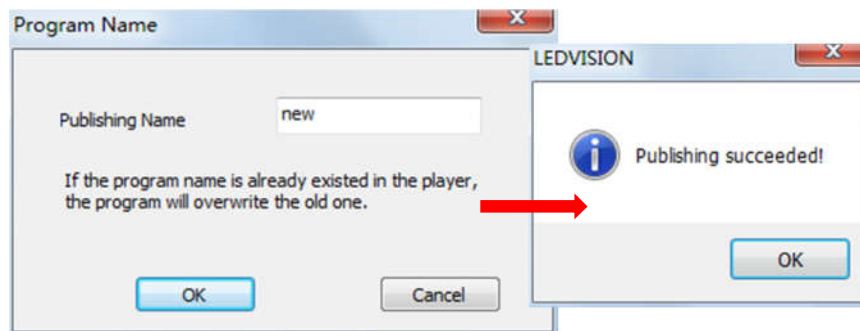 Program Name
Publishing Name
new
If the program name is already existed in the player,
the program will overwrite the old one.
OK
Cancel
LEDVISION
Publishing succeeded!
OK